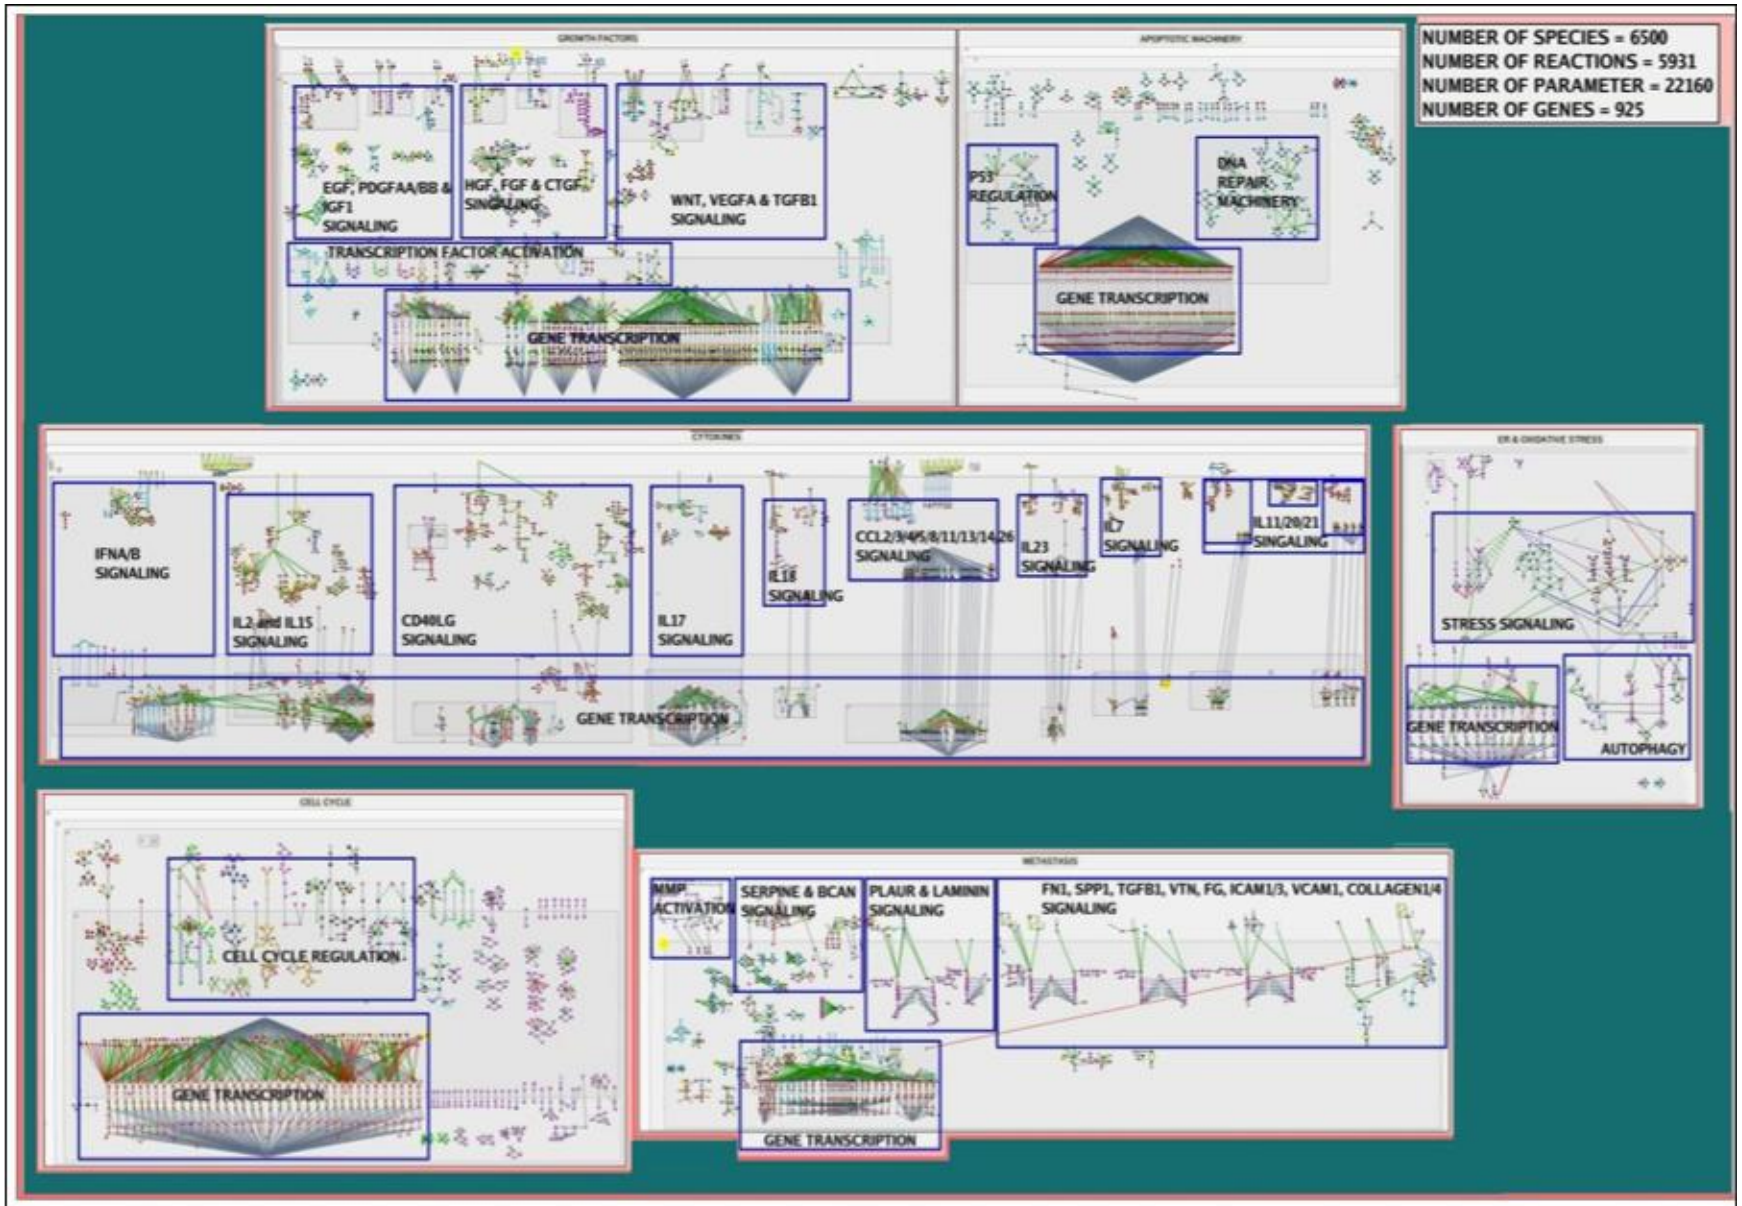 GROWTH FACTORS
APOPTOTIC MACHINERY
NUMBER OF SPECIES = 6500
NUMBER OF REACTIONS = 5931
NUMBER OF PARAMETER = 22160
NUMBER OF GENES = 925
EGF, PDGFAA/BB &
IGF1
SIGNALING
HGF, FGF & CTGF
SINGALING
WNT, VEGFA & TGFB1
SIGNALING
TRANSCRIPTION FACTOR ACTIVATION
GENE TRANSCRIPTION
P53
REGULATION
DNA
REPAIR
MACHINERY
GENE TRANSCRIPTION
CYTOKINES
IFNA/B
SIGNALING
IL2 and IL15
SIGNALING
CD40LG
SIGNALING
IL17
SIGNALING
IL18
SIGNALING
CCL2/3/4/5/8/11/13/14/26
SIGNALING
IL23
SIGNALING
IL7
SIGNALING
IL11/20/21
SINGALING
GENE TRANSCRIPTION
ER & OXIDATIVE STRESS
STRESS SIGNALING
GENE TRANSCRIPTION
AUTOPHAGY
CELL CYCLE
CELL CYCLE REGULATION
GENE TRANSCRIPTION
METASTASIS
MMP
ACTIVATION
SERPINE & BCAN
SIGNALING
PLAUR & LAMININ
SIGNALING
FN1, SPP1, TGFB1, VTN, FG, ICAM1/3, VCAM1, COLLAGEN1/4
SIGNALING
GENE TRANSCRIPTION